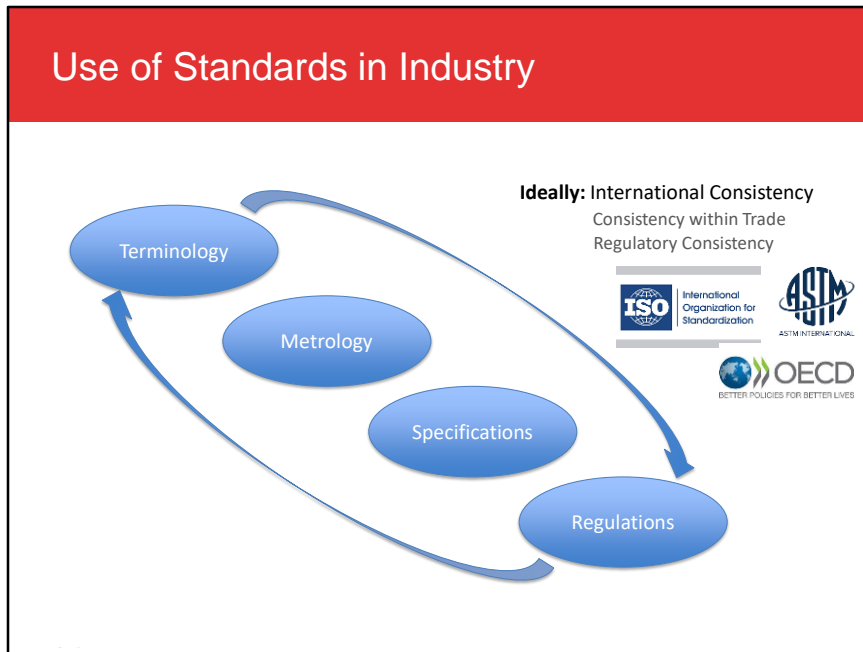 Use of Standards in Industry
Ideally: International Consistency
Consistency within Trade
Regulatory Consistency
Terminology
ISO
International
Organization for
Standardization
ASTM
ASTM INTERNATIONAL
Metrology
OECD
BETTER POLICIES FOR BETTER LIVES
Specifications
Regulations